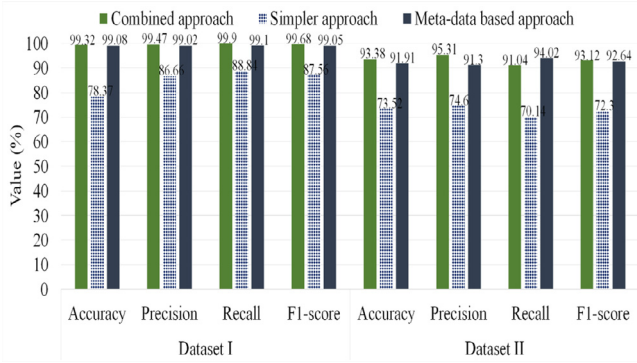 Combined approach Simpler approach Meta-data based approach
Value (%)
100
90
80
70
60
50
40
30
20
10
0
99.32 78.37 99.08
99.47 86.66 99.02
99.9 88.84 99.1
99.68 87.56 99.05
93.38 73.52 91.91
95.31 74.6 91.3
91.04 70.14 94.02
93.12 72.3 92.64
Accuracy Precision Recall F1-score Accuracy Precision Recall F1-score
Dataset I Dataset II